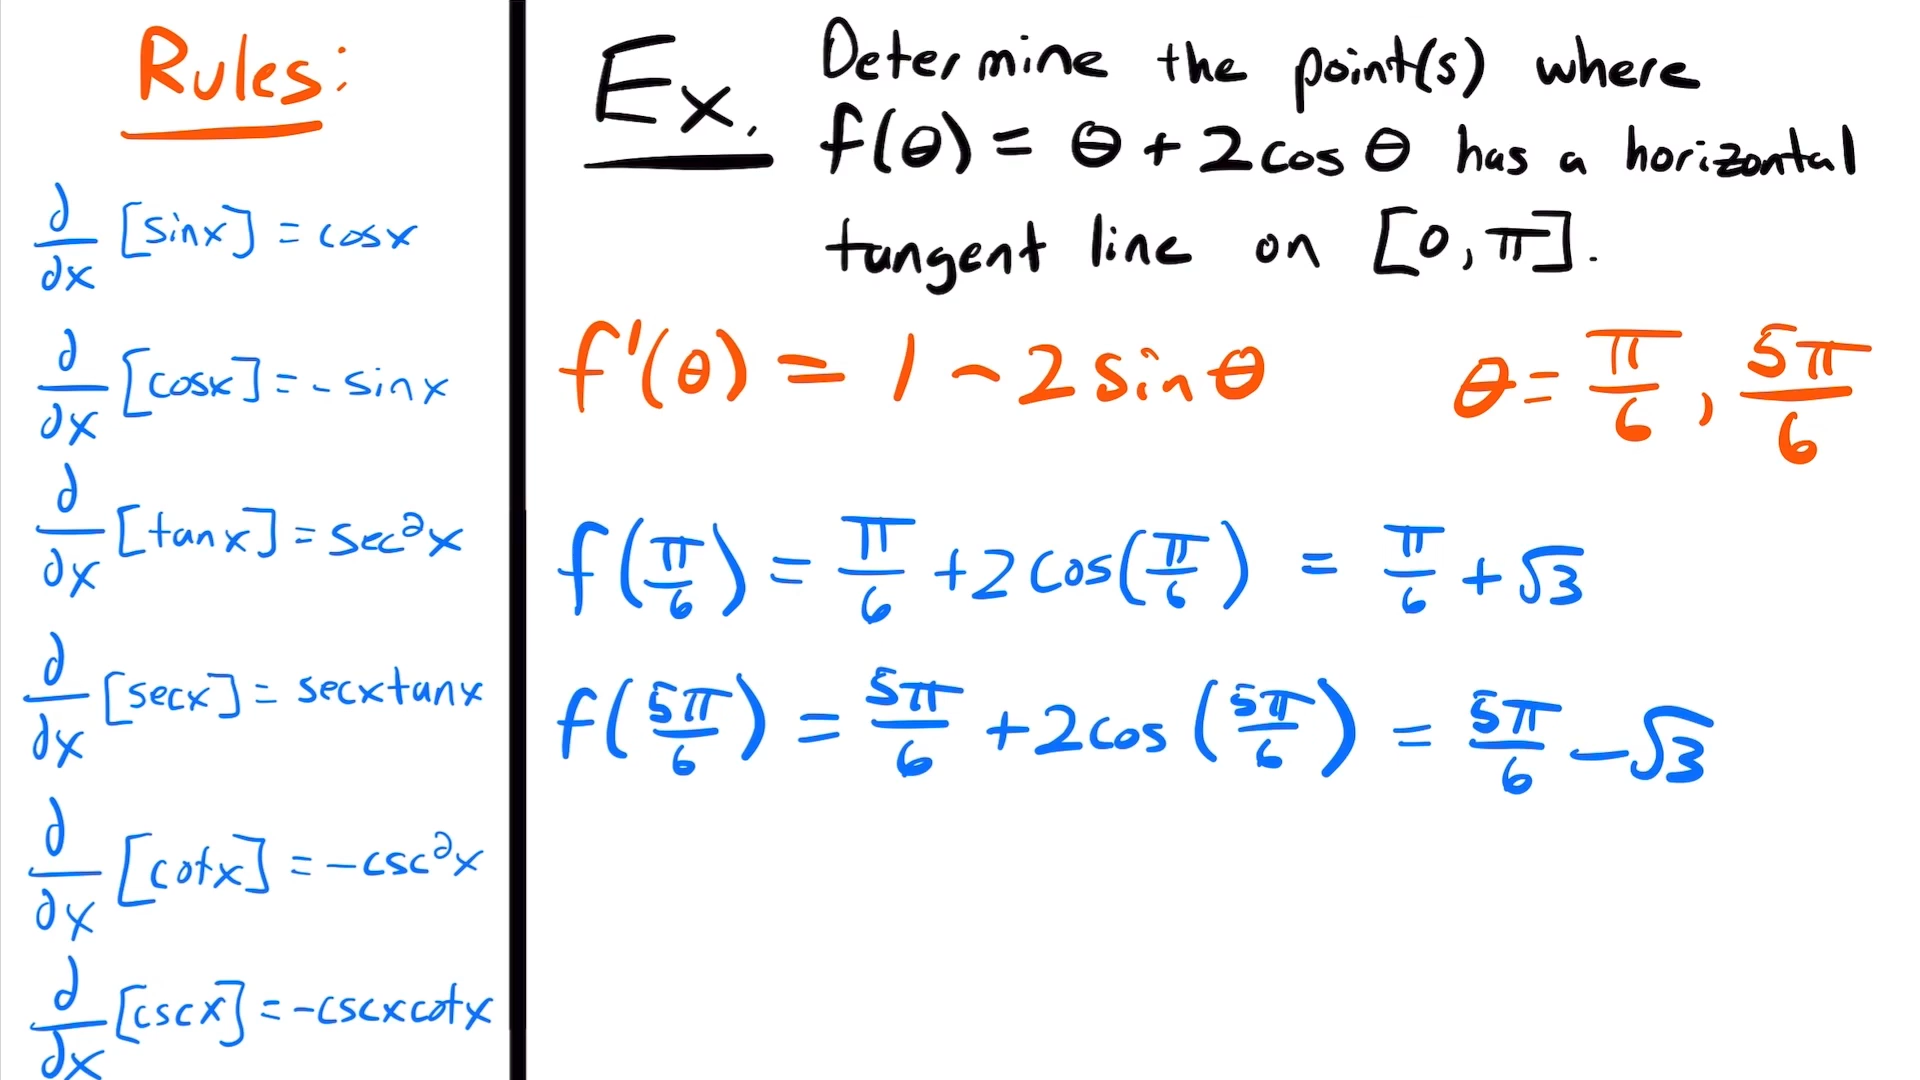 Rules:
d/dx [sinx] = cosx
d/dx [cosx] = -sinx
d/dx [tanx] = sec²x
d/dx [secx] = secxtanx
d/dx [cotx] = -csc²x
d/dx [cscx] = -cscxcotx
Ex. Determine the point(s) where
f(θ) = θ + 2cos θ has a horizontal
tangent line on [0, π].
f'(θ) = 1 - 2 sin θ    θ = π/6, 5π/6
f(π/6) = π/6 + 2cos(π/6) = π/6 + √3
f(5π/6) = 5π/6 + 2cos(5π/6) = 5π/6 - √3